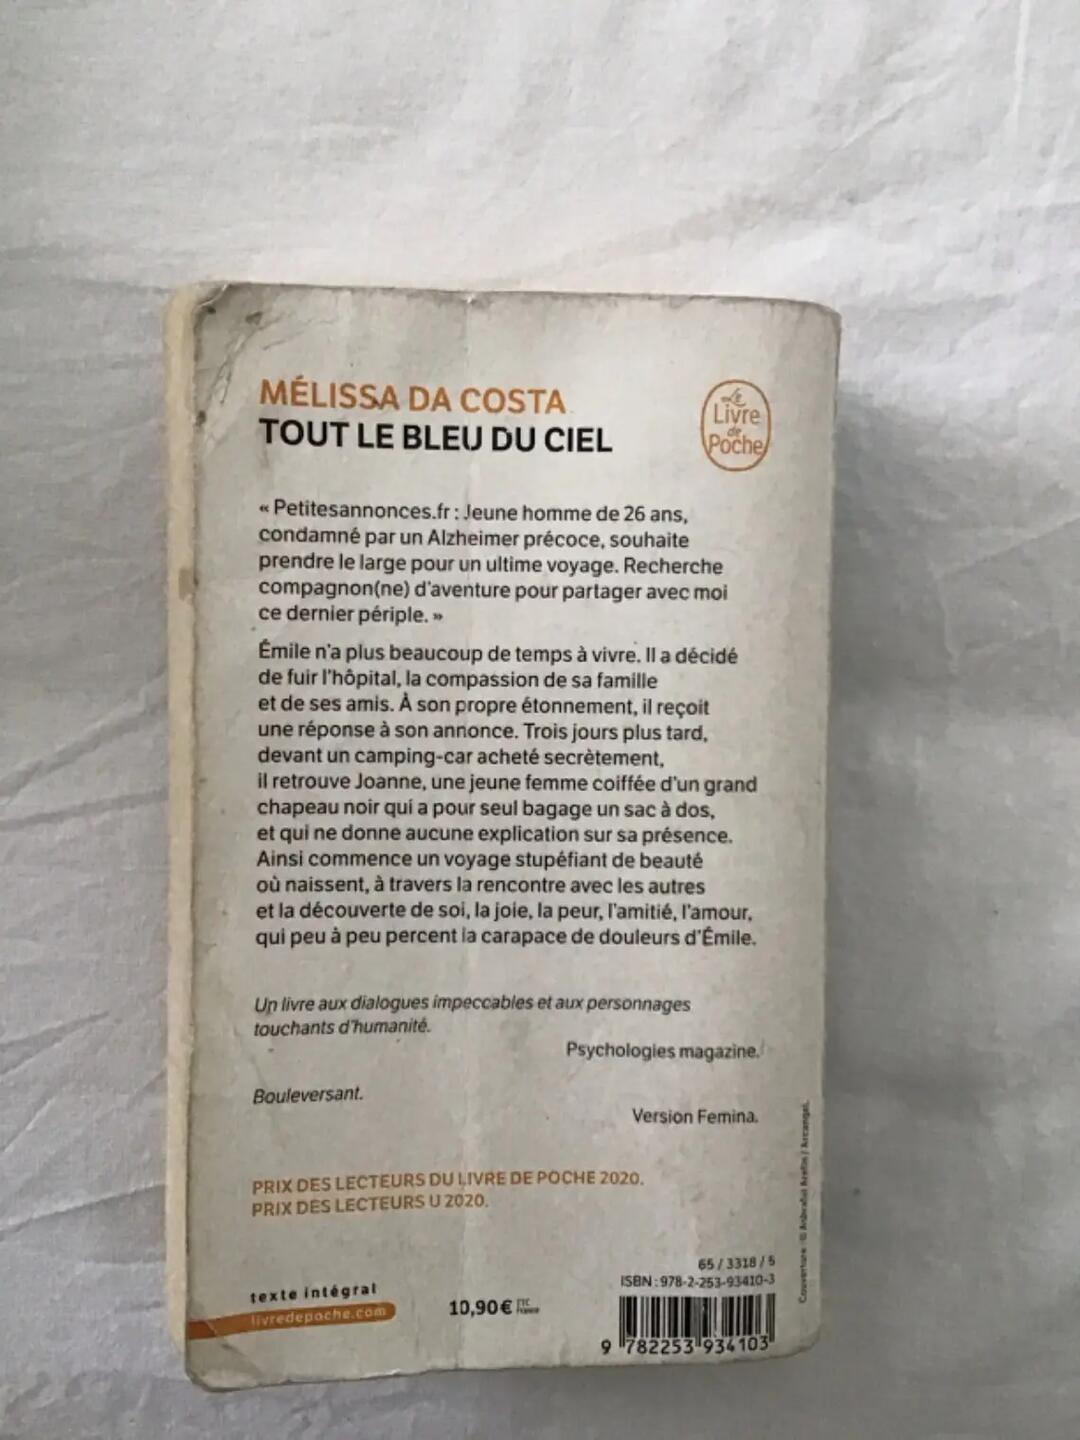 MÉLISSA DA COSTA
TOUT LE BLEU DU CIEL
Le
Livre
de
Poche
« Petitesannonces.fr : Jeune homme de 26 ans,
condamné par un Alzheimer précoce, souhaite
prendre le large pour un ultime voyage. Recherche
compagnon(ne) d'aventure pour partager avec moi
ce dernier périple. »
Émile n'a plus beaucoup de temps à vivre. Il a décidé
de fuir l'hôpital, la compassion de sa famille
et de ses amis. À son propre étonnement, il reçoit
une réponse à son annonce. Trois jours plus tard,
devant un camping-car acheté secrètement,
il retrouve Joanne, une jeune femme coiffée d'un grand
chapeau noir qui a pour seul bagage un sac à dos,
et qui ne donne aucune explication sur sa présence.
Ainsi commence un voyage stupéfiant de beauté
où naissent, à travers la rencontre avec les autres
et la découverte de soi, la joie, la peur, l'amitié, l'amour,
qui peu à peu percent la carapace de douleurs d'Émile.
Un livre aux dialogues impeccables et aux personnages
touchants d'humanité.
Psychologies magazine.
Bouleversant.
Version Femina.
PRIX DES LECTEURS DU LIVRE DE POCHE 2020.
PRIX DES LECTEURS U 2020.
texte intégral
livredepoche.com
10,90 € TTC
France
65 / 3318 / 5
ISBN : 978-2-253-93410-3
9 782253 934103
Couverture : © / Arcangel.